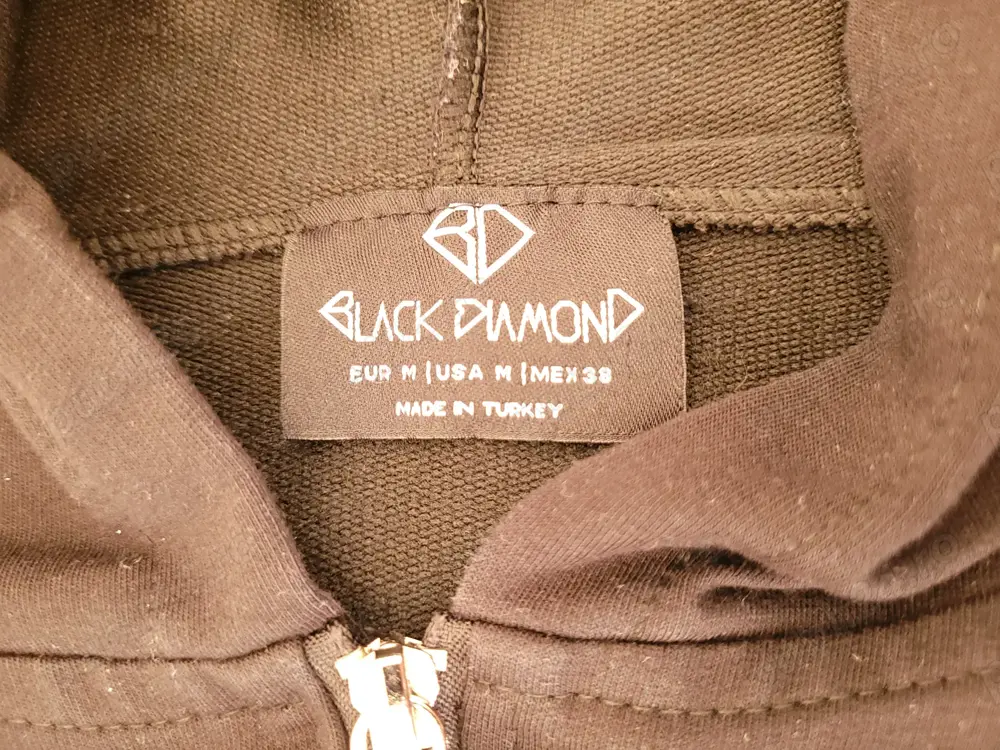 BD
BLACK DIAMOND
EUR M | USA M | MEX 38
MADE IN TURKEY